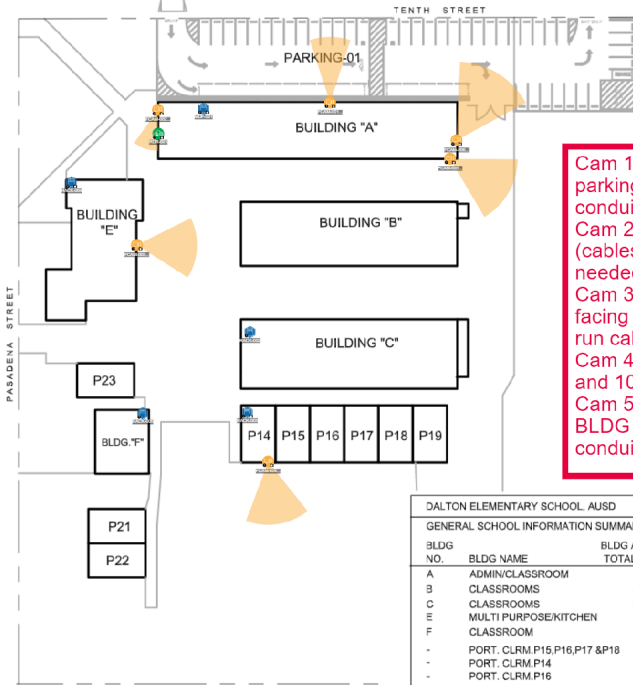 TENTH STREET
PARKING-01
BUILDING "A"
BUILDING
"E"
BUILDING "B"
PASADENA STREET
BUILDING "C"
P23
BLDG."F"
P14 P15 P16 P17 P18 P19
P21
P22
Cam 1
parking
conduit
Cam 2
(cables
needed
Cam 3
facing
run cal
Cam 4
and 10
Cam 5
BLDG
conduit
DALTON ELEMENTARY SCHOOL, AUSD
GENERAL SCHOOL INFORMATION SUMMAR
BLDG BLDG A
NO. BLDG NAME TOTAL
A ADMIN/CLASSROOM
B CLASSROOMS
C CLASSROOMS
E MULTI PURPOSE/KITCHEN
F CLASSROOM
- PORT. CLRM.P15,P16,P17 &P18
- PORT. CLRM.P14
- PORT. CLRM.P16